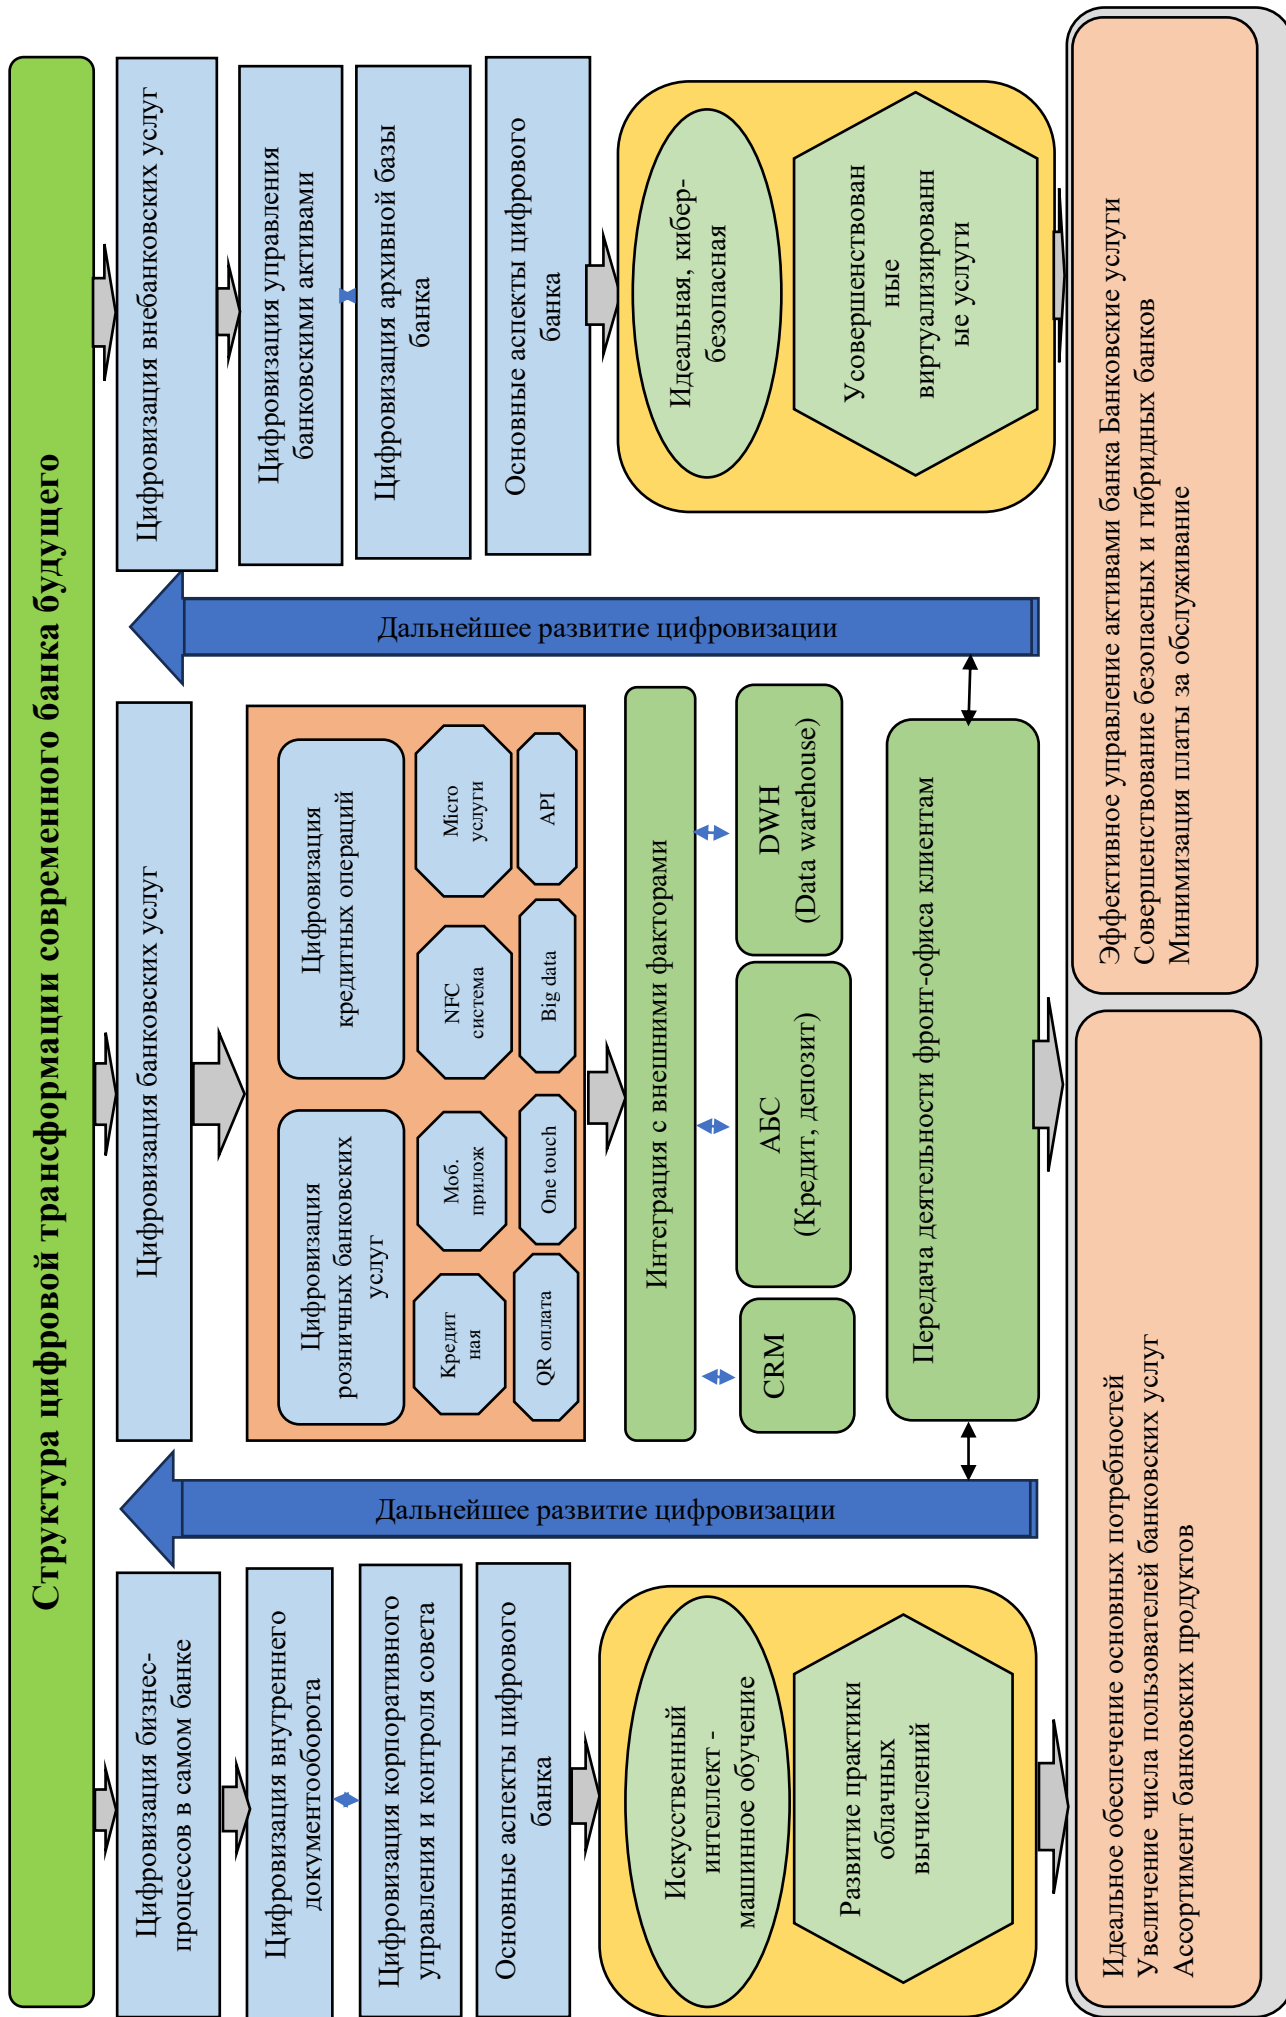 Структура цифровой трансформации современного банка будущего
Цифровизация бизнес-
процессов в самом банке
Цифровизация внутреннего
документооборота
Цифровизация корпоративного
управления и контроля совета
Основные аспекты цифрового
банка
Искусственный
интеллект -
машинное обучение
Развитие практики
облачных
вычислений
Дальнейшее развитие цифровизации
Цифровизация банковских услуг
Цифровизация
розничных банковских
услуг
Цифровизация
кредитных операций
Кредит
ная
Моб.
прилож
NFC
система
Micro
услуги
QR оплата
One touch
Big data
API
Интеграция с внешними факторами
CRM
АБС
(Кредит, депозит)
DWH
(Data warehouse)
Передача деятельности фронт-офиса клиентам
Дальнейшее развитие цифровизации
Цифровизация внебанковских услуг
Цифровизация управления
банковскими активами
Цифровизация архивной базы
банка
Основные аспекты цифрового
банка
Идеальная, кибер-
безопасная
Усовершенствован
ные
виртуализированн
ые услуги
Идеальное обеспечение основных потребностей
Увеличение числа пользователей банковских услуг
Ассортимент банковских продуктов
Эффективное управление активами банка Банковские услуги
Совершенствование безопасных и гибридных банков
Минимизация платы за обслуживание